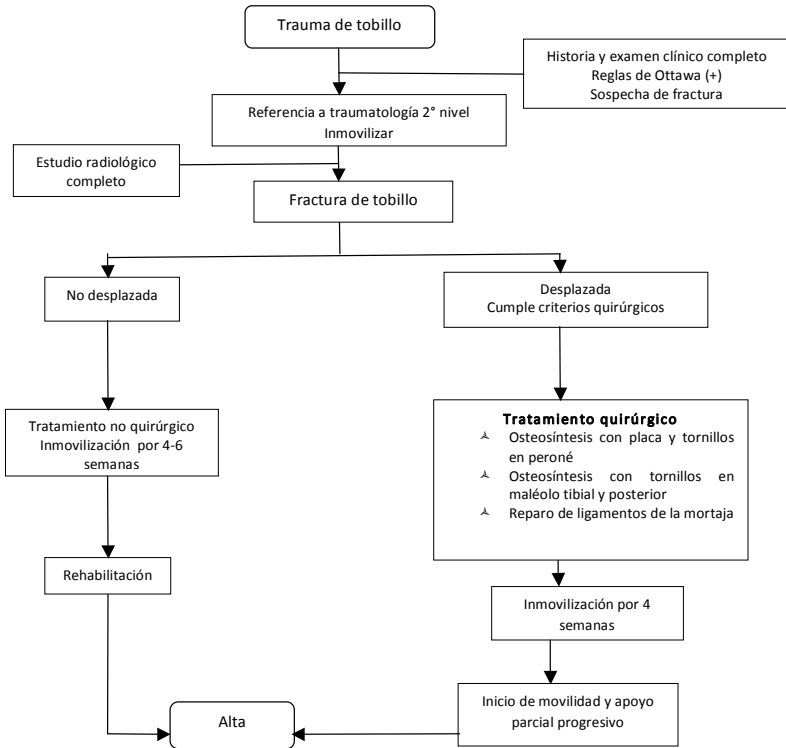 Trauma de tobillo
Historia y examen clínico completo
Reglas de Ottawa (+)
Sospecha de fractura
Referencia a traumatología 2° nivel
Inmovilizar
Estudio radiológico
completo
Fractura de tobillo
No desplazada
Desplazada
Cumple criterios quirúrgicos
Tratamiento no quirúrgico
Inmovilización por 4-6
semanas
Tratamiento quirúrgico
Osteosíntesis con placa y tornillos
en peroné
Osteosíntesis con tornillos en
maléolo tibial y posterior
Reparo de ligamentos de la mortaja
Rehabilitación
Inmovilización por 4
semanas
Inicio de movilidad y apoyo
parcial progresivo
Alta